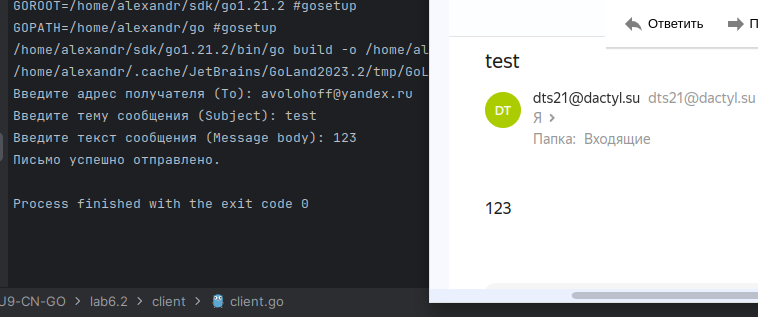 GOROOT=/home/alexandr/sdk/go1.21.2 #gosetup
GOPATH=/home/alexandr/go #gosetup
/home/alexandr/sdk/go1.21.2/bin/go build -o /home/al
/home/alexandr/.cache/JetBrains/GoLand2023.2/tmp/GoL
Введите адрес получателя (To): avolohoff@yandex.ru
Введите тему сообщения (Subject): test
Введите текст сообщения (Message body): 123
Письмо успешно отправлено.
Process finished with the exit code 0
U9-CN-GO > lab6.2 > client > client.go
Ответить П
test
DT
dts21@dactyl.su dts21@dactyl.su
Я >
Папка: Входящие
123